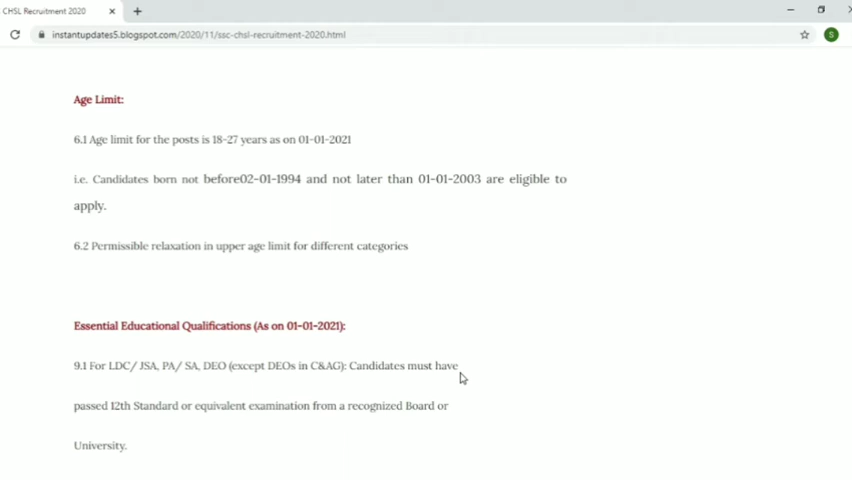 CHSL Recruitment 2020
instantupdates5.blogspot.com/2020/11/ssc-chsl-recruitment-2020.html
S
Age Limit:
6.1 Age limit for the posts is 18-27 years as on 01-01-2021
i.e. Candidates born not before02-01-1994 and not later than 01-01-2003 are eligible to
apply.
6.2 Permissible relaxation in upper age limit for different categories
Essential Educational Qualifications (As on 01-01-2021):
9.1 For LDC/ JSA, PA/ SA, DEO (except DEOs in C&AG): Candidates must have
passed 12th Standard or equivalent examination from a recognized Board or
University.